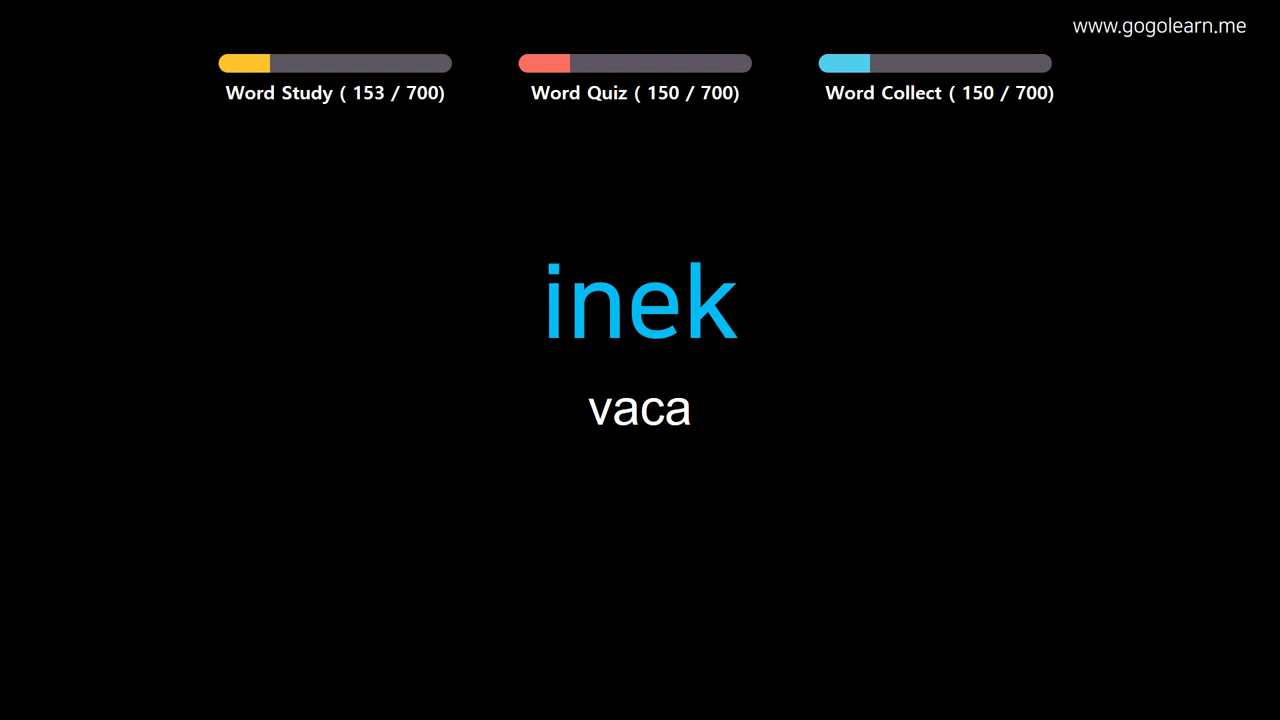 www.gogolearn.me
Word Study ( 153 / 700)
Word Quiz ( 150 / 700)
Word Collect ( 150 / 700)
inek
vaca